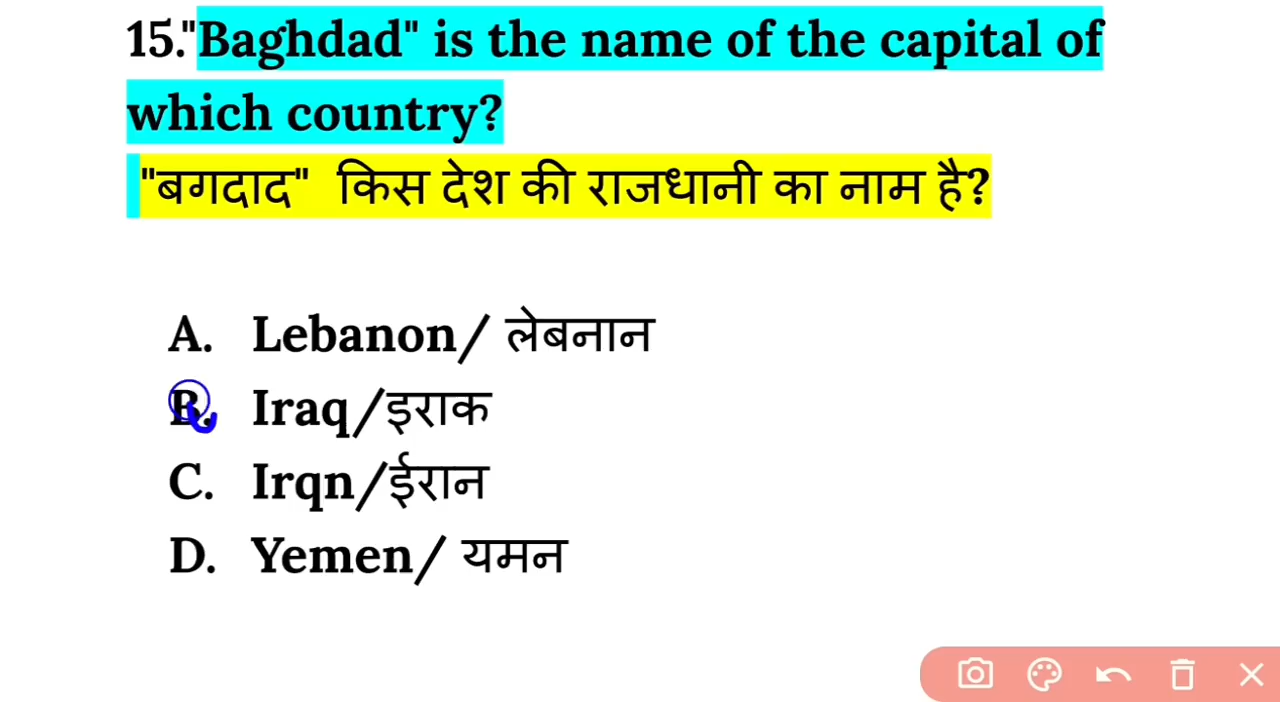 15."Baghdad" is the name of the capital of
which country?
"बगदाद" किस देश की राजधानी का नाम है?
A. Lebanon/ लेबनान
B. Iraq/इराक
C. Irqn/ईरान
D. Yemen/ यमन